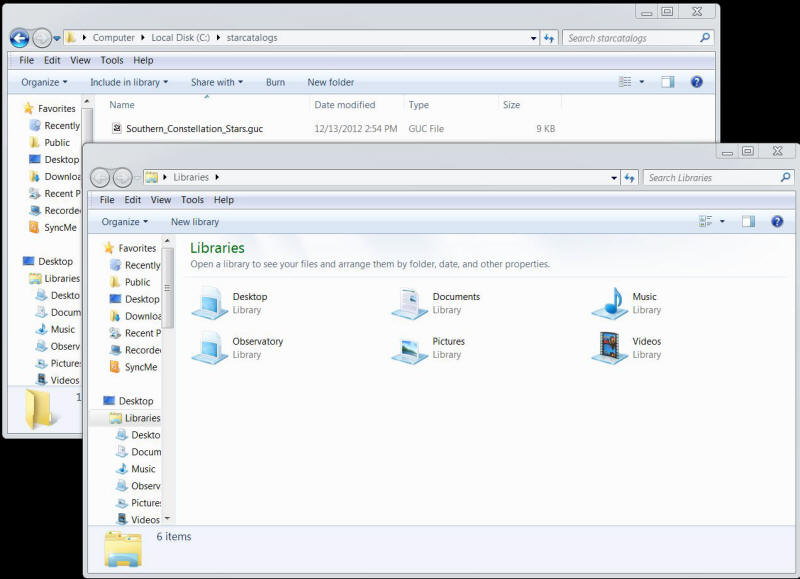 Computer Local Disk (C:) starcatalogs
Search starcatalogs
File Edit View Tools Help
Organize Include in library Share with Burn New folder
Name Date modified Type Size
Southern_Constellation_Stars.guc 12/13/2012 2:54 PM GUC File 9 KB
Favorites
Recently
Public
Desktop
Downloa
Recent P
Recorde
SyncMe
Desktop
Libraries
Deskto
Docum
Music
Observ
Pictures
Videos
1
Libraries
Search Libraries
File Edit View Tools Help
Organize New library
Favorites
Recently
Public
Desktop
Downloa
Recent P
Recorde
SyncMe
Desktop
Libraries
Deskto
Docum
Music
Observ
Pictures
Videos
Libraries
Open a library to see your files and arrange them by folder, date, and other properties.
Desktop
Library
Documents
Library
Music
Library
Observatory
Library
Pictures
Library
Videos
Library
6 items